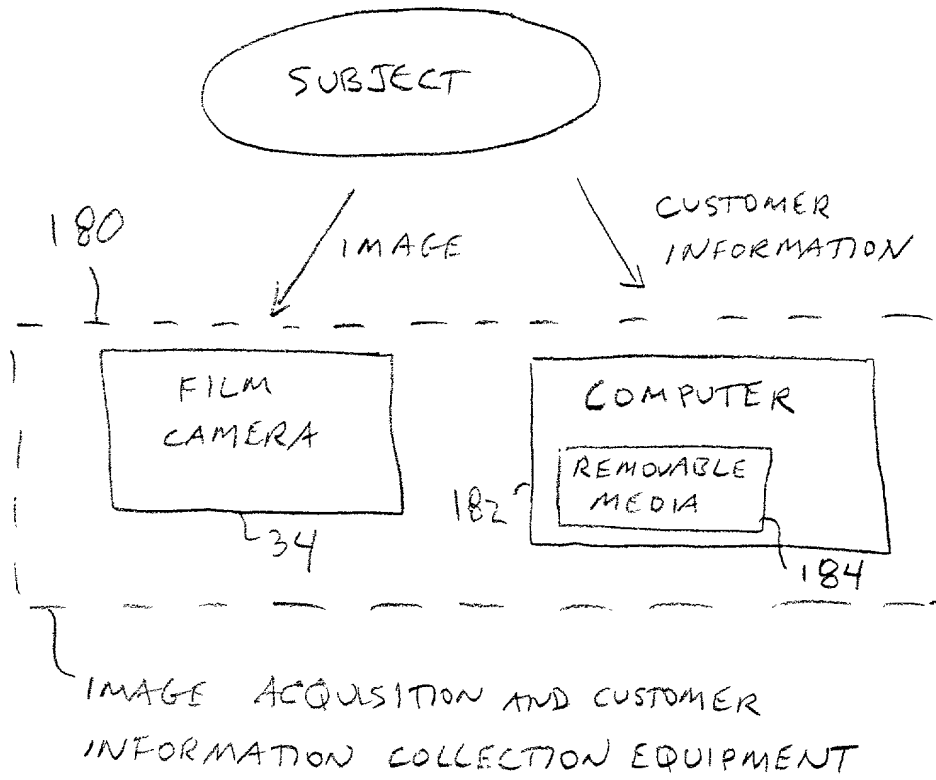 SUBJECT
180
IMAGE
CUSTOMER
INFORMATION
FILM
CAMERA
34
COMPUTER
REMOVABLE
MEDIA
182
184
IMAGE ACQUISITION AND CUSTOMER
INFORMATION COLLECTION EQUIPMENT